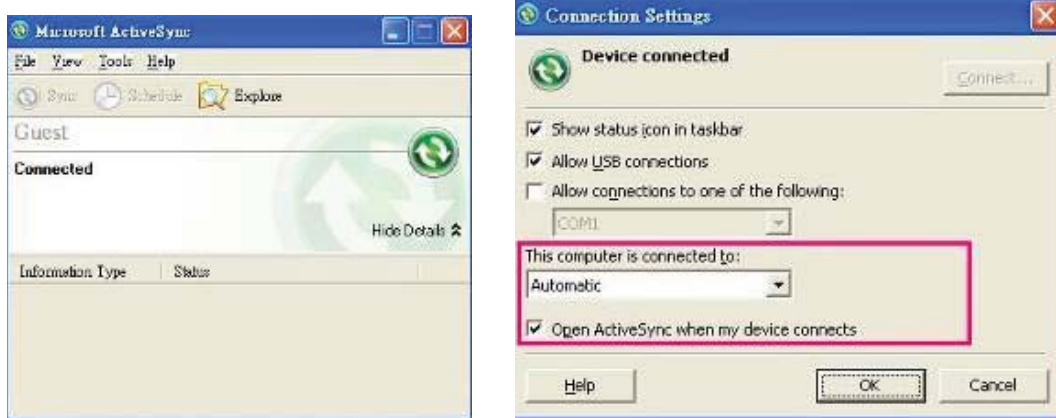 Microsoft ActiveSync
File View Tools Help
Sync Schedule Explore
Guest
Connected
Hide Details
Information Type Status
Connection Settings
Device connected
Connect...
Show status icon in taskbar
Allow USB connections
Allow connections to one of the following:
COM1
This computer is connected to:
Automatic
Open ActiveSync when my device connects
Help OK Cancel